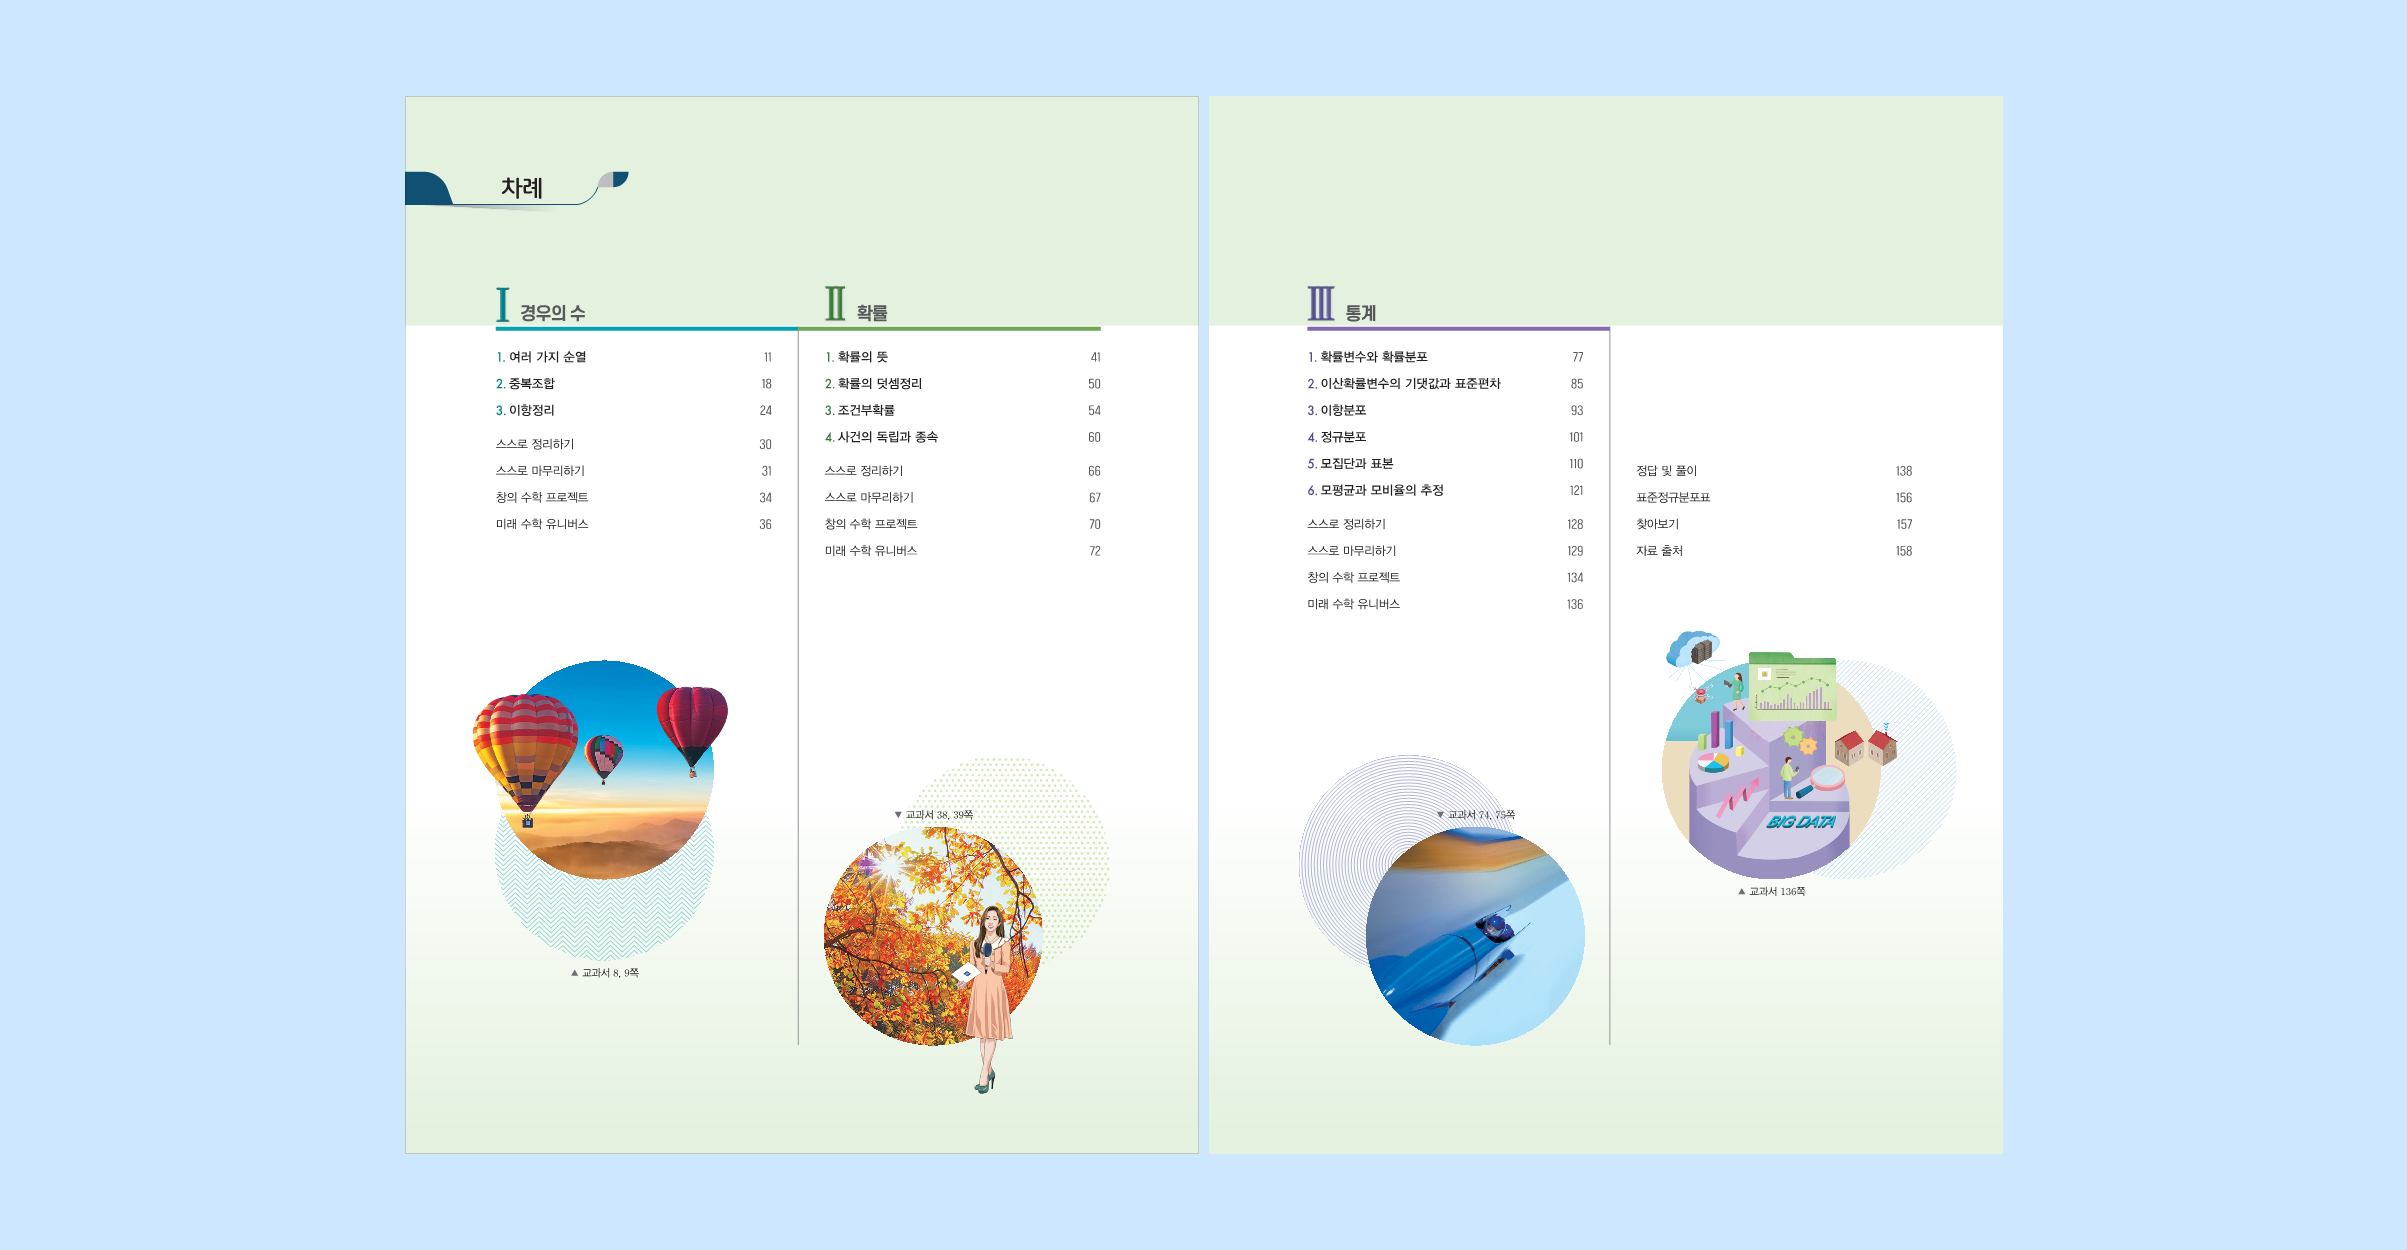 차례
I 경우의 수
1. 여러 가지 순열 11
2. 중복조합 18
3. 이항정리 24
스스로 정리하기 30
스스로 마무리하기 31
창의 수학 프로젝트 34
미래 수학 유니버스 36
▲ 교과서 8, 9쪽
II 확률
1. 확률의 뜻 41
2. 확률의 덧셈정리 50
3. 조건부확률 54
4. 사건의 독립과 종속 60
스스로 정리하기 66
스스로 마무리하기 67
창의 수학 프로젝트 70
미래 수학 유니버스 72
▼ 교과서 38, 39쪽
III 통계
1. 확률변수와 확률분포 77
2. 이산확률변수의 기댓값과 표준편차 85
3. 이항분포 93
4. 정규분포 101
5. 모집단과 표본 110
6. 모평균과 모비율의 추정 121
스스로 정리하기 128
스스로 마무리하기 129
창의 수학 프로젝트 134
미래 수학 유니버스 136
▼ 교과서 74, 75쪽
정답 및 풀이 138
표준정규분포표 156
찾아보기 157
자료 출처 158
BIG DATA
▲ 교과서 136쪽